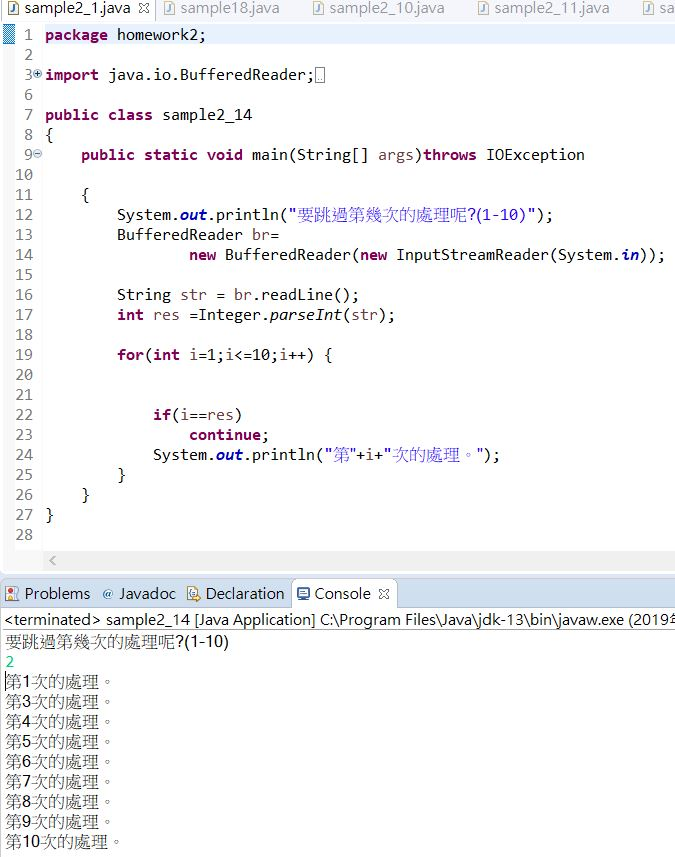 sample2_1.java sample18.java sample2_10.java sample2_11.java sa
1 package homework2;
2
3 import java.io.BufferedReader;
6
7 public class sample2_14
8 {
9 public static void main(String[] args)throws IOException
10
11 {
12 System.out.println("要跳過第幾次的處理呢?(1-10)");
13 BufferedReader br=
14 new BufferedReader(new InputStreamReader(System.in));
15
16 String str = br.readLine();
17 int res =Integer.parseInt(str);
18
19 for(int i=1;i<=10;i++) {
20
21
22 if(i==res)
23 continue;
24 System.out.println("第"+i+"次的處理。");
25 }
26 }
27 }
28
Problems @ Javadoc Declaration Console
<terminated> sample2_14 [Java Application] C:\Program Files\Java\jdk-13\bin\javaw.exe (2019年
要跳過第幾次的處理呢?(1-10)
2
第1次的處理。
第3次的處理。
第4次的處理。
第5次的處理。
第6次的處理。
第7次的處理。
第8次的處理。
第9次的處理。
第10次的處理。